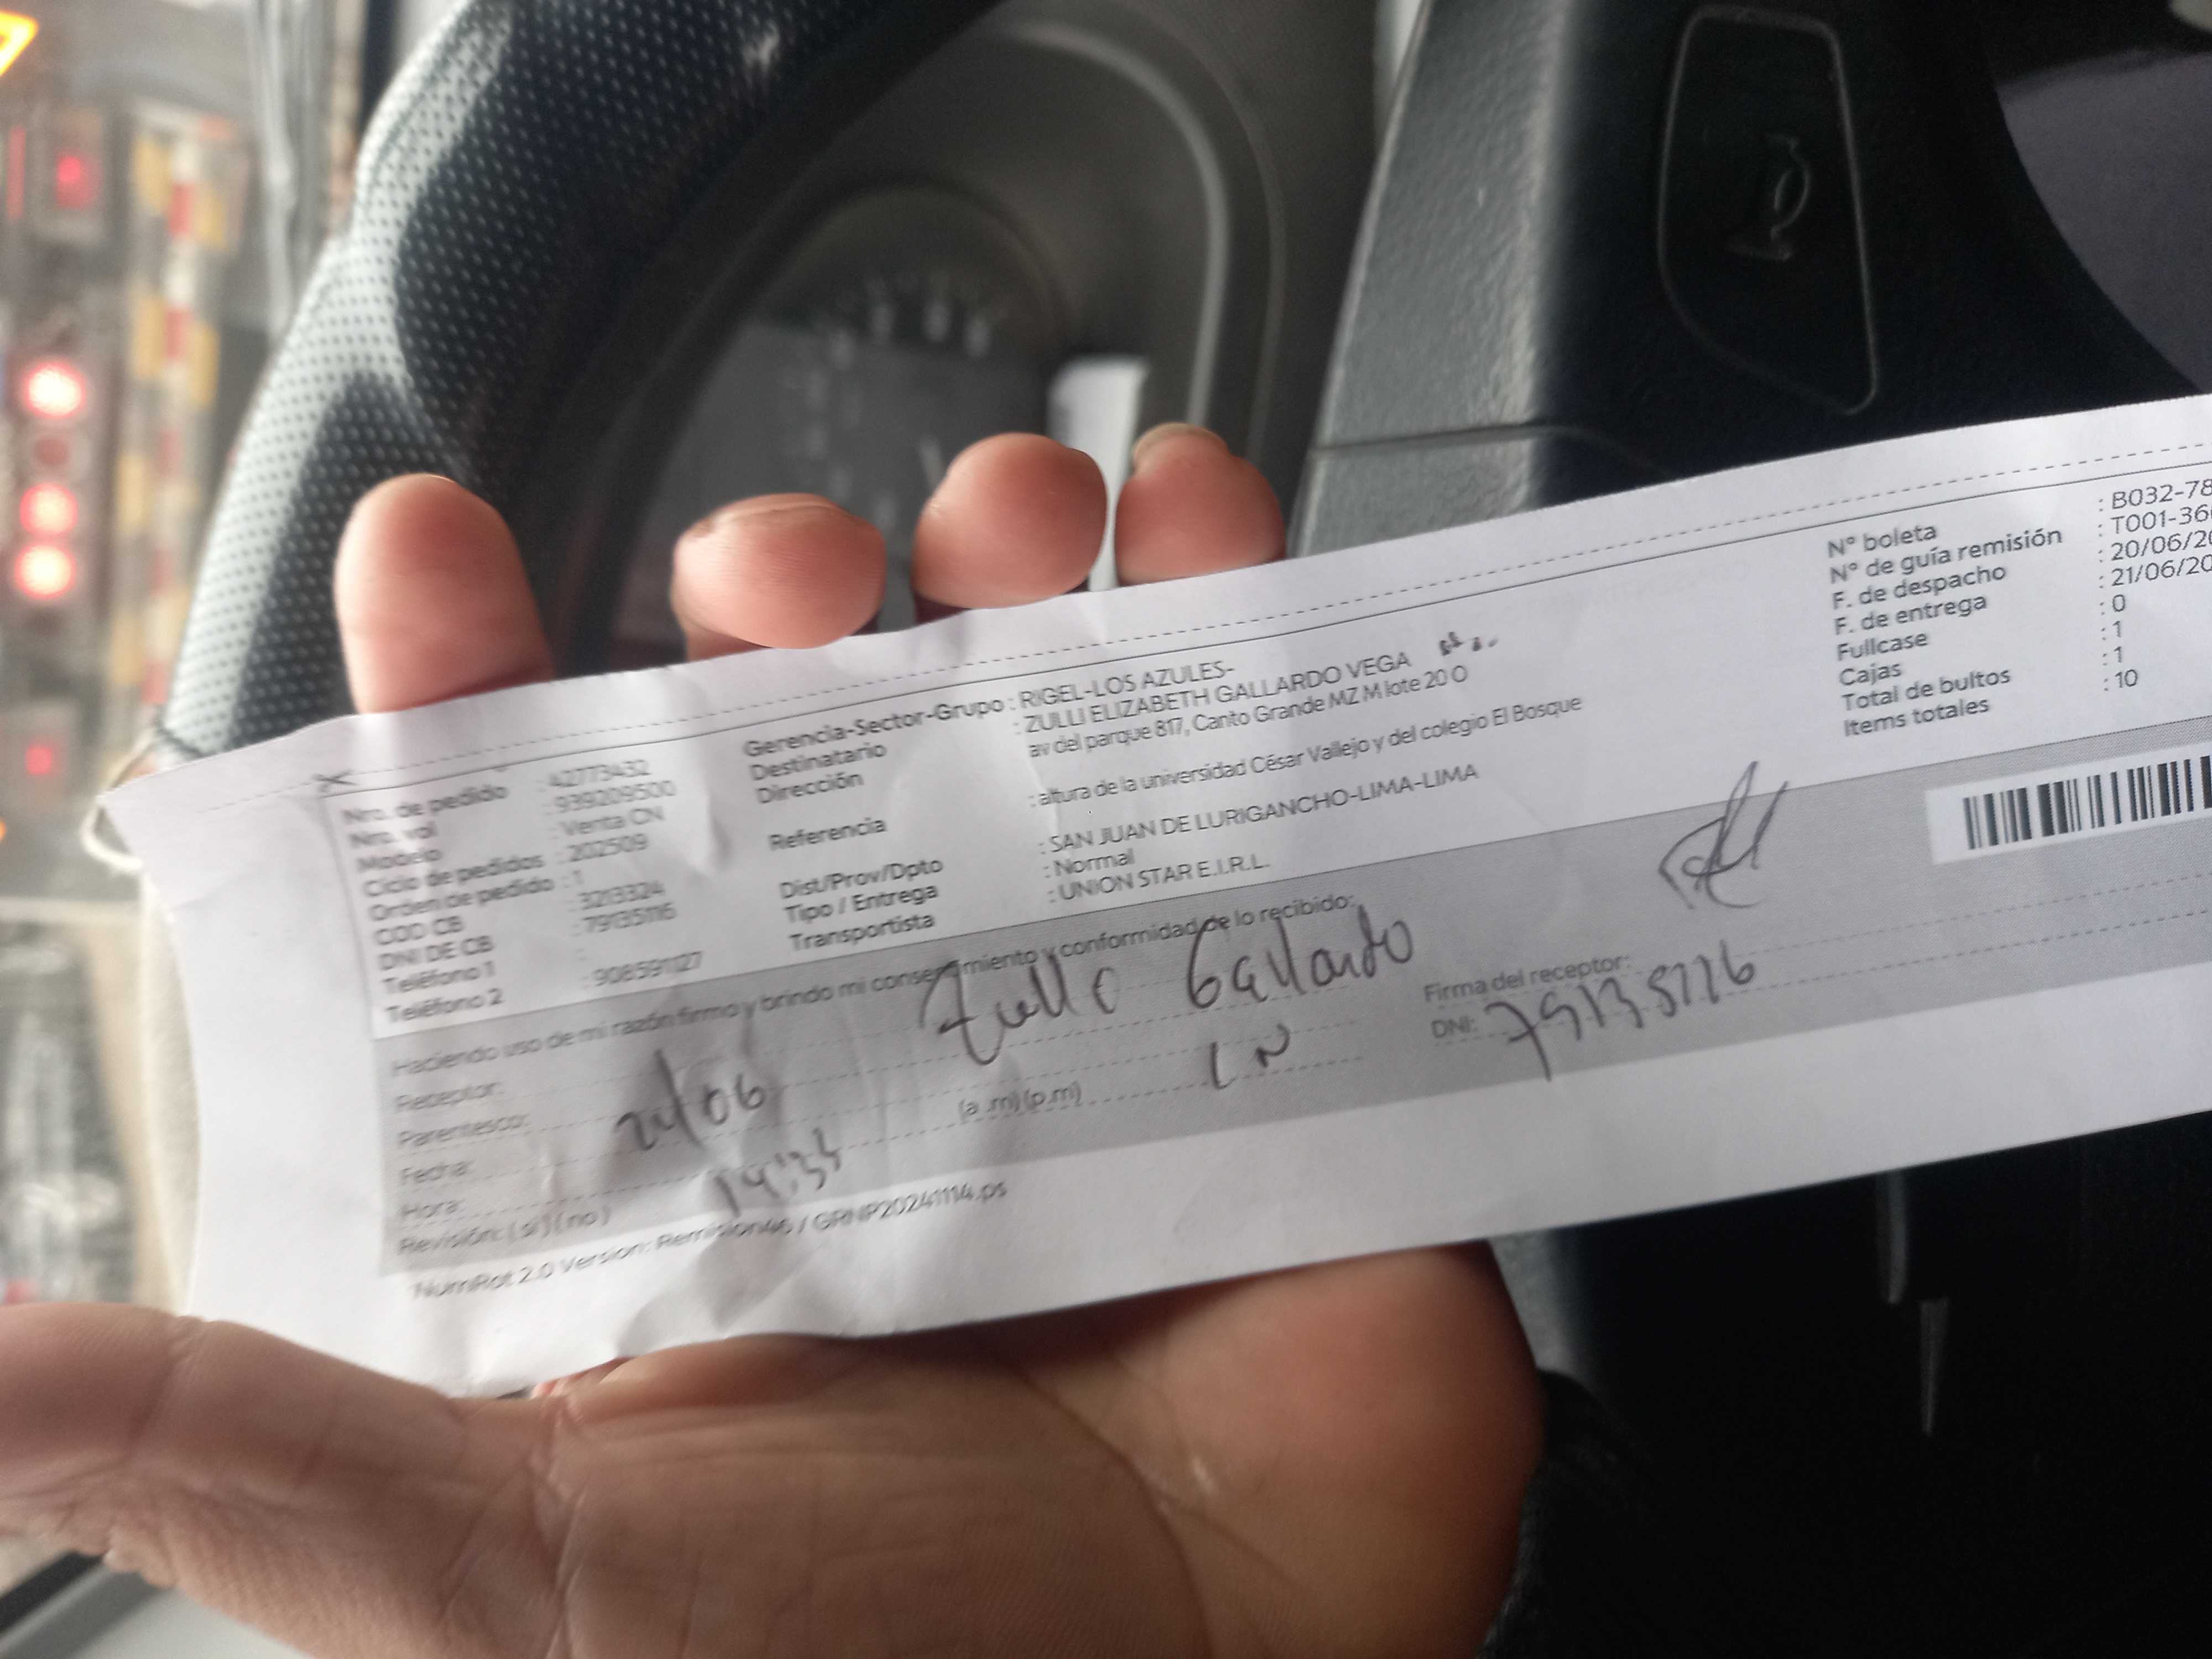 Nro. de pedido : 42773432
Nro. vol : 939209500
Modelo : Venta CN
Ciclo de pedidos : 202509
Orden de pedido : 1
COD CB : 3213324
DNI DE CB : 79135116
Teléfono 1 :
Teléfono 2 : 908591127
Gerencia-Sector-Grupo : RIGEL-LOS AZULES-
Destinatario : ZULLI ELIZABETH GALLARDO VEGA
Dirección av del parque 817, Canto Grande MZ M lote 20 O
Referencia : altura de la universidad César Vallejo y del colegio El Bosque
Dist/Prov/Dpto : SAN JUAN DE LURIGANCHO-LIMA-LIMA
Tipo / Entrega : Normal
Transportista : UNION STAR E.I.R.L.
N° boleta : B032-78
N° de guía remisión : T001-36
F. de despacho : 20/06/20
F. de entrega : 21/06/20
Fullcase : 0
Cajas : 1
Total de bultos : 1
Items totales : 10
Haciendo uso de mi razón firmo y brindo mi consentimiento y conformidad de lo recibido:
Receptor: Gallardo
Parentesco:
Fecha:
Hora: (a.m) (p.m)
Revisión: ( si ) ( no )
Firma del receptor:
DNI: 79135116
NumRot 2.0 Version: Remision46 / GRNP20241114.ps